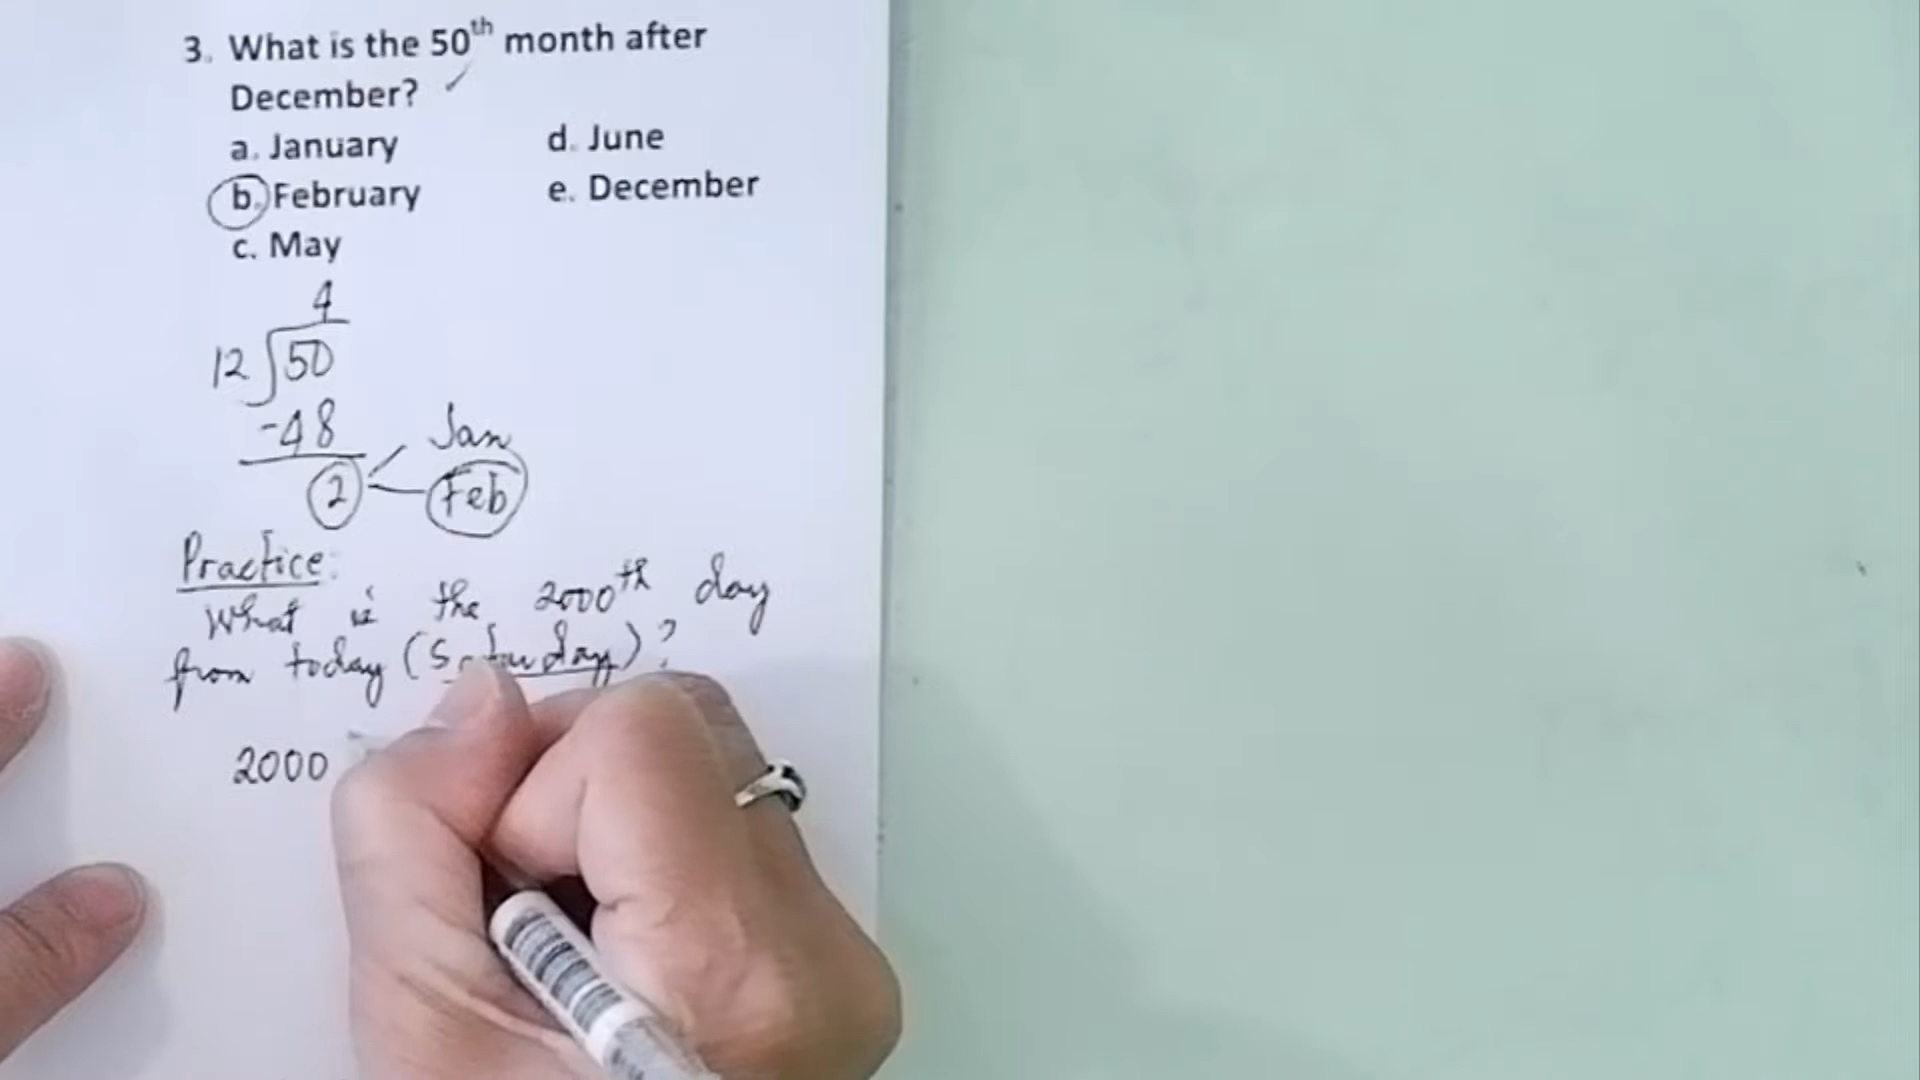 3. What is the 50th month after
December?
a. January
d. June
b. February
e. December
c. May
4
12 50
-48
2
Jan
Feb
Practice:
What is the 2000th day
from today (Saturday)?
2000